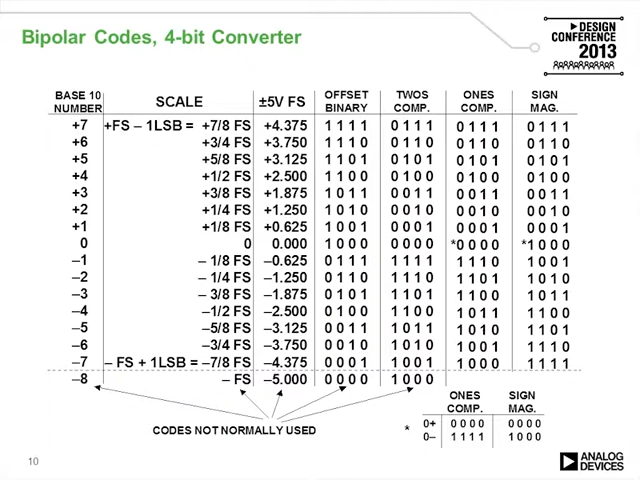 Bipolar Codes, 4-bit Converter
DESIGN
CONFERENCE
2013
BASE 10 NUMBER SCALE ±5V FS OFFSET BINARY TWOS COMP. ONES COMP. SIGN MAG.
+7 +FS – 1LSB = +7/8 FS +4.375 1 1 1 1 0 1 1 1 0 1 1 1 0 1 1 1
+6 +3/4 FS +3.750 1 1 1 0 0 1 1 0 0 1 1 0 0 1 1 0
+5 +5/8 FS +3.125 1 1 0 1 0 1 0 1 0 1 0 1 0 1 0 1
+4 +1/2 FS +2.500 1 1 0 0 0 1 0 0 0 1 0 0 0 1 0 0
+3 +3/8 FS +1.875 1 0 1 1 0 0 1 1 0 0 1 1 0 0 1 1
+2 +1/4 FS +1.250 1 0 1 0 0 0 1 0 0 0 1 0 0 0 1 0
+1 +1/8 FS +0.625 1 0 0 1 0 0 0 1 0 0 0 1 0 0 0 1
0 0 0.000 1 0 0 0 0 0 0 0 *0 0 0 0 *1 0 0 0
–1 – 1/8 FS –0.625 0 1 1 1 1 1 1 1 1 1 1 0 1 0 0 1
–2 – 1/4 FS –1.250 0 1 1 0 1 1 1 0 1 1 0 1 1 0 1 0
–3 – 3/8 FS –1.875 0 1 0 1 1 1 0 1 1 1 0 0 1 0 1 1
–4 –1/2 FS –2.500 0 1 0 0 1 1 0 0 1 0 1 1 1 1 0 0
–5 –5/8 FS –3.125 0 0 1 1 1 0 1 1 1 0 1 0 1 1 0 1
–6 –3/4 FS –3.750 0 0 1 0 1 0 1 0 1 0 0 1 1 1 1 0
–7 – FS + 1LSB = –7/8 FS –4.375 0 0 0 1 1 0 0 1 1 0 0 0 1 1 1 1
–8 – FS –5.000 0 0 0 0 1 0 0 0
CODES NOT NORMALLY USED
* ONES COMP. SIGN MAG.
0+ 0 0 0 0 0 0 0 0
0– 1 1 1 1 1 0 0 0
10
ANALOG
DEVICES